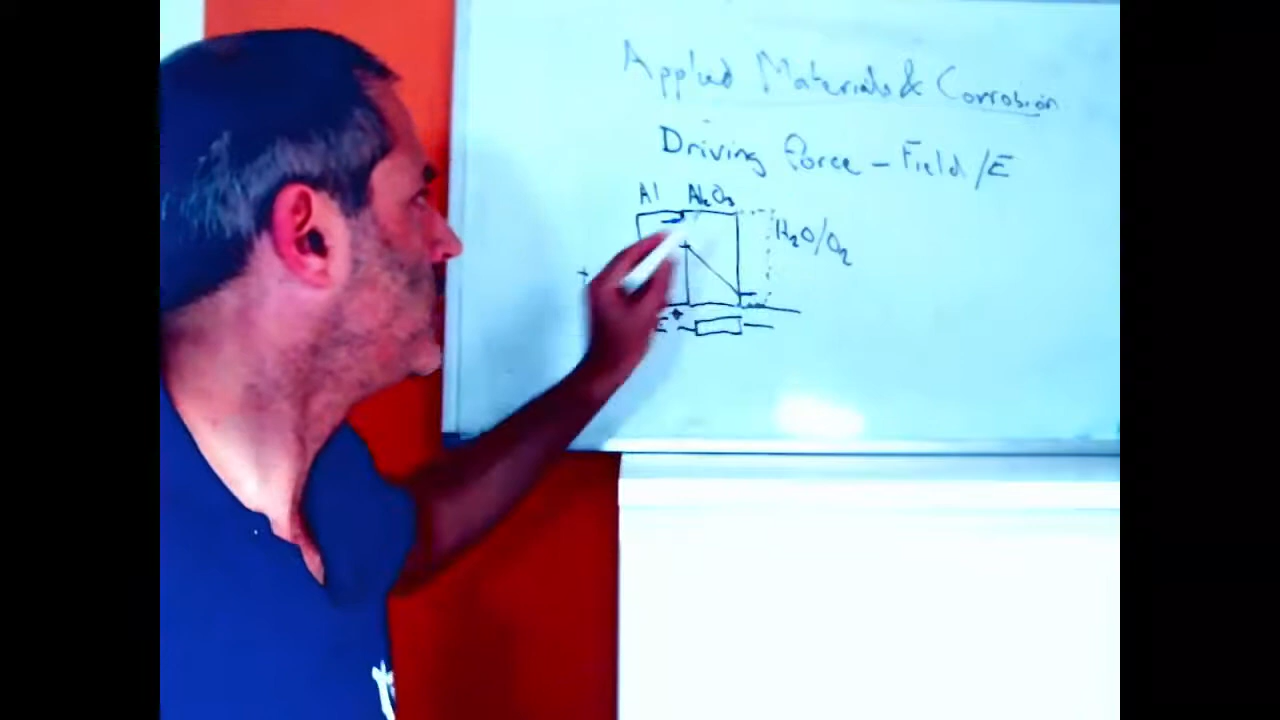 Applied Materials & Corrosion
Driving force - Field/E
Al Al₂O₃
H₂O/O₂
+
+
E